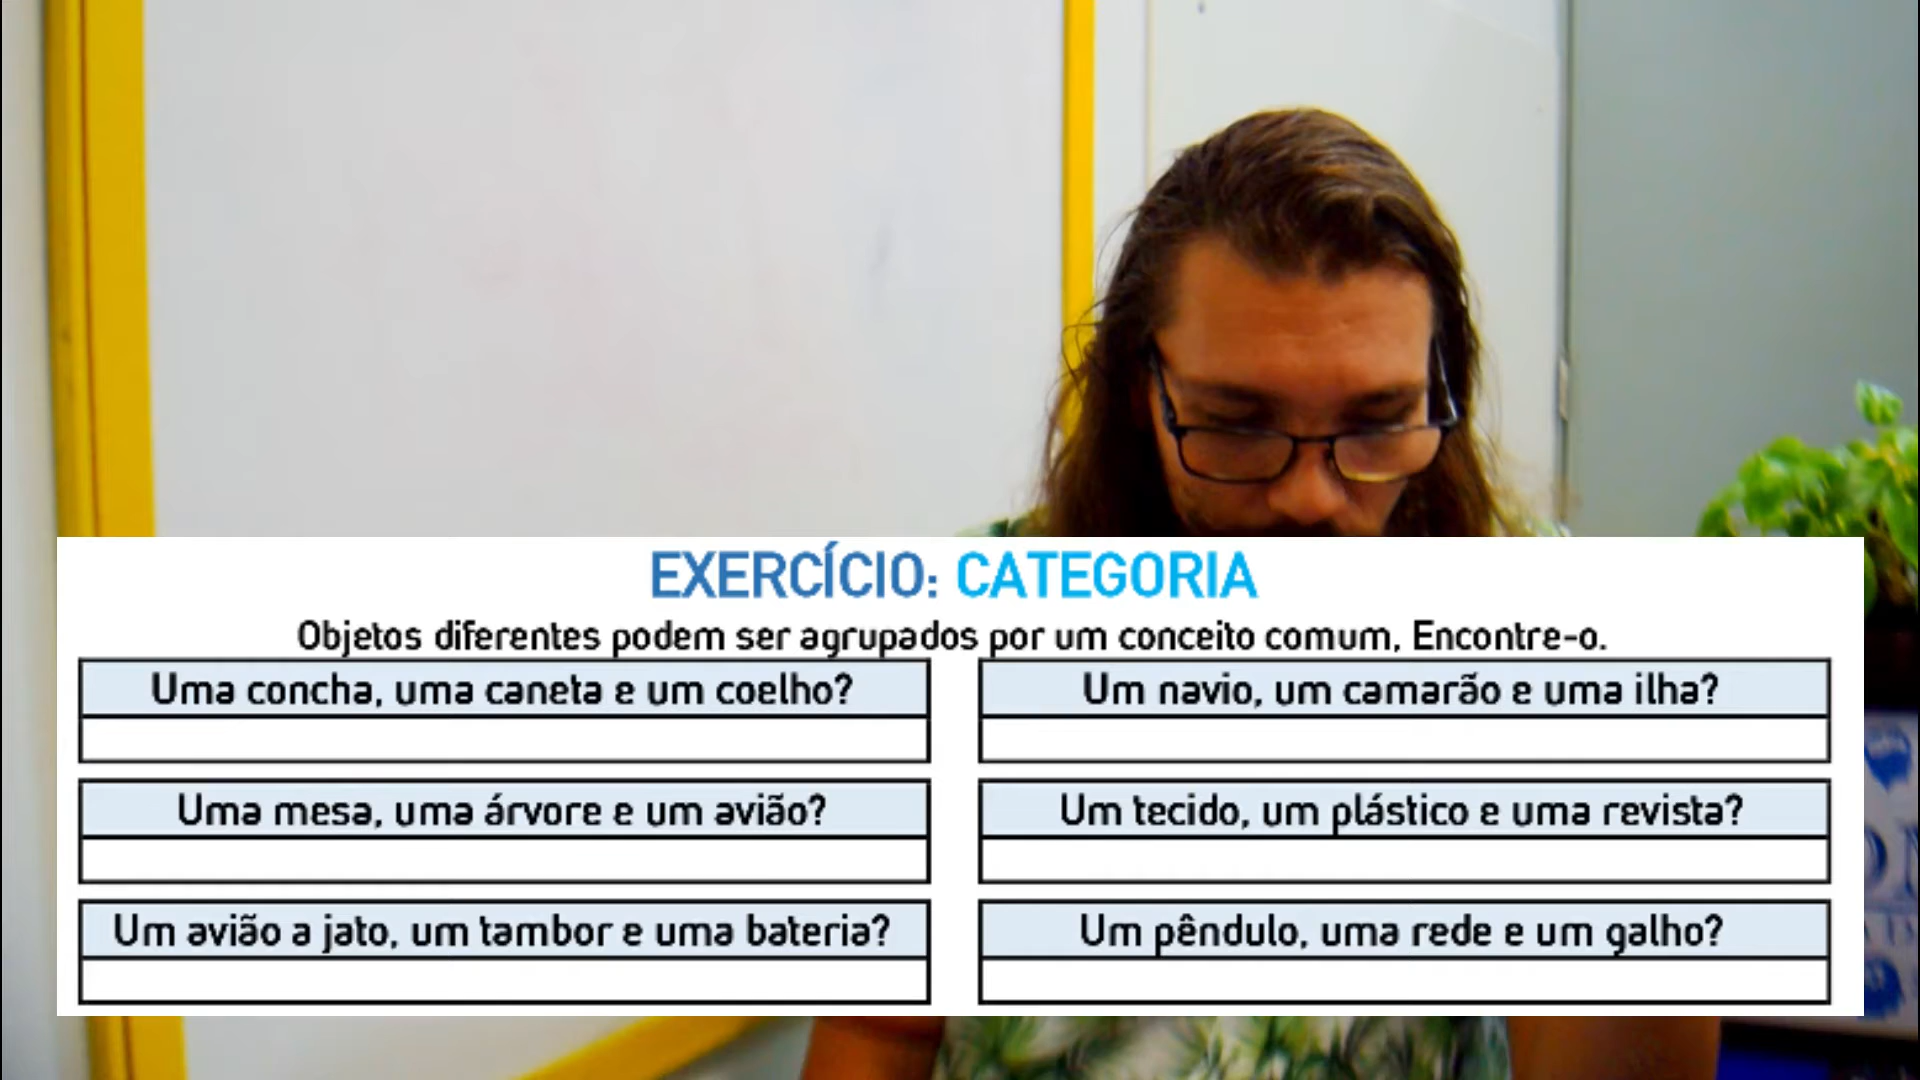 EXERCÍCIO: CATEGORIA
Objetos diferentes podem ser agrupados por um conceito comum, Encontre-o.
Uma concha, uma caneta e um coelho?
Um navio, um camarão e uma ilha?
Uma mesa, uma árvore e um avião?
Um tecido, um plástico e uma revista?
Um avião a jato, um tambor e uma bateria?
Um pêndulo, uma rede e um galho?